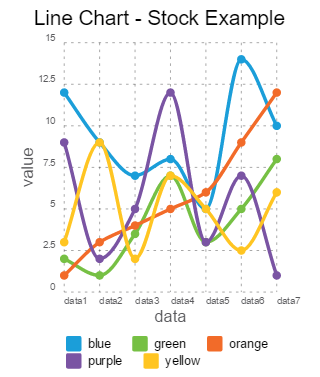 Line Chart - Stock Example
15
12.5
10
7.5
5
2.5
0
value
data1 data2 data3 data4 data5 data6 data7
data
blue green orange
purple yellow